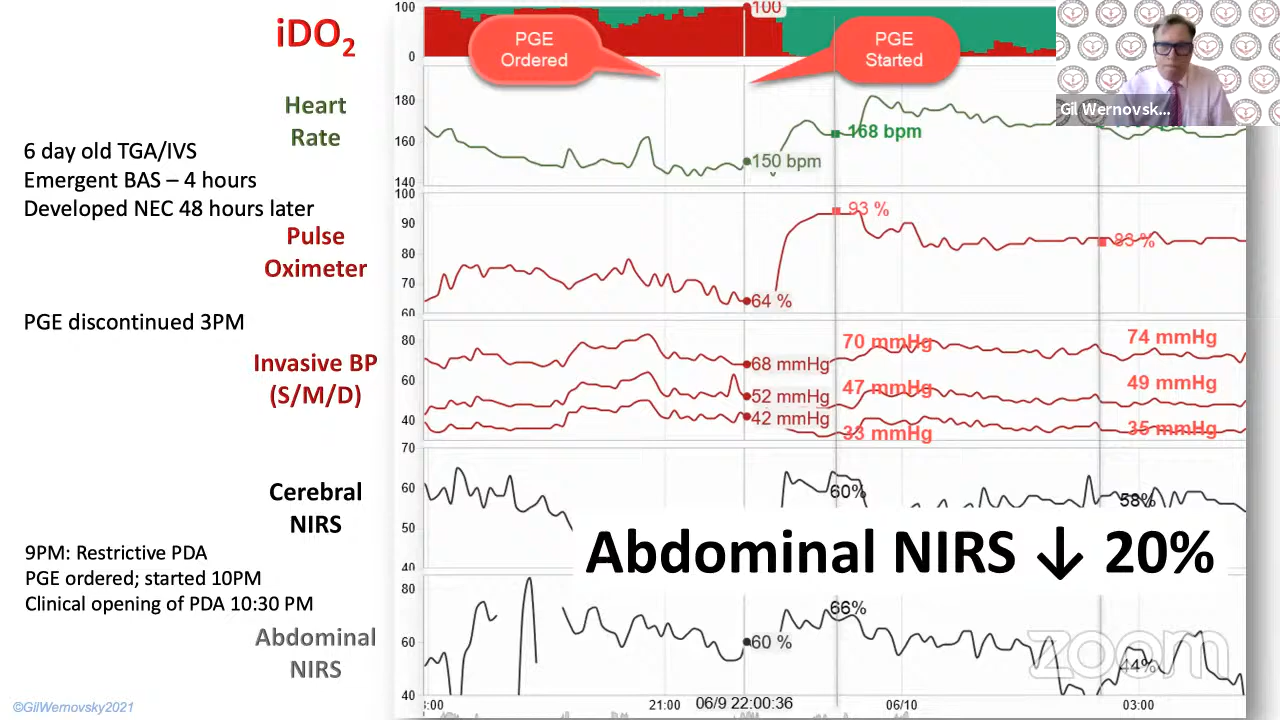 iDO2
100
0
100
PGE
Ordered
PGE
Started
Gil Wernovsk...
Heart
Rate
180
160
140
168 bpm
150 bpm
6 day old TGA/IVS
Emergent BAS – 4 hours
Developed NEC 48 hours later
Pulse
Oximeter
100
90
80
70
60
93 %
83 %
64 %
PGE discontinued 3PM
Invasive BP
(S/M/D)
80
60
40
70 mmHg
74 mmHg
68 mmHg
47 mmHg
49 mmHg
52 mmHg
42 mmHg
33 mmHg
35 mmHg
Cerebral
NIRS
70
60
50
40
60%
58%
Abdominal NIRS ↓ 20%
9PM: Restrictive PDA
PGE ordered; started 10PM
Clinical opening of PDA 10:30 PM
Abdominal
NIRS
80
60
40
66%
60 %
44%
zoom
:00
21:00
06/9 22:00:36
06/10
03:00
©GilWernovsky2021